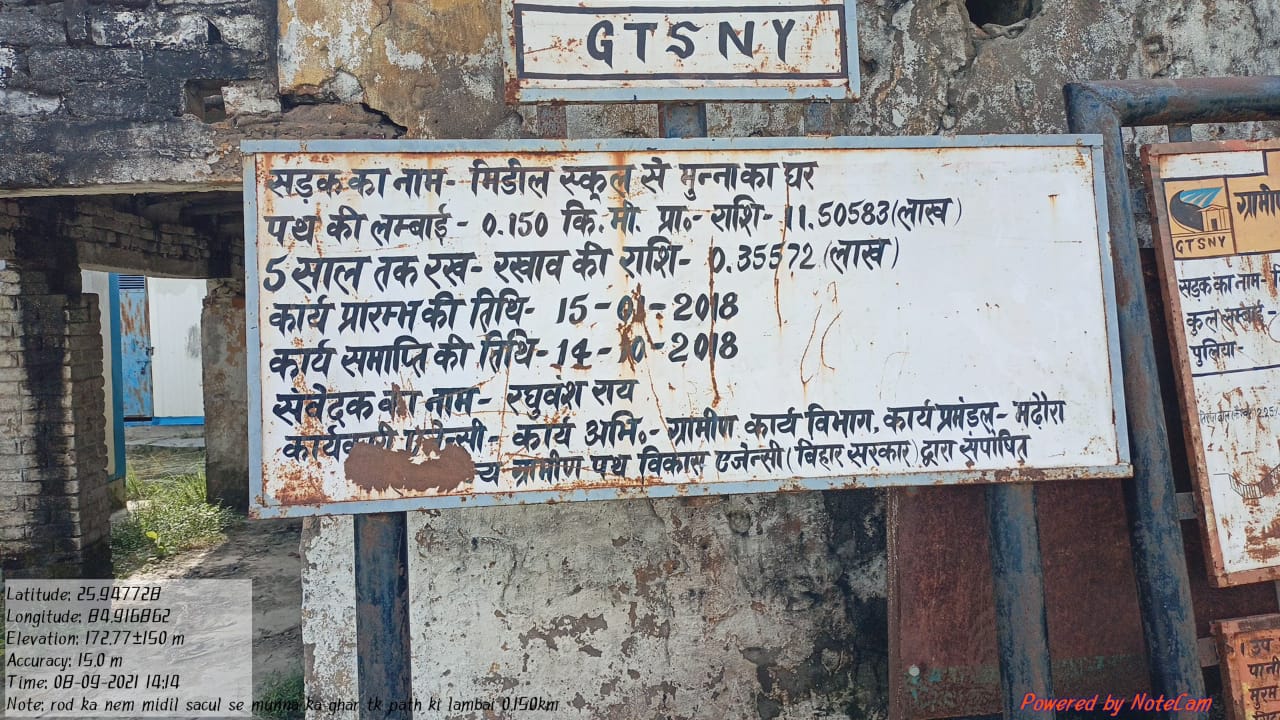 GTSNY
सड़क का नाम- मिडील स्कूल से मुन्ना का घर
पथ की लम्बाई - 0.150 कि.मी. प्रा०- राशि- 11.50583 (लाख)
5 साल तक रख- रखाव की राशि- 0.35572 (लाख)
कार्य प्रारम्भ की तिथि- 15-01-2018
कार्य समाप्ति की तिथि- 14-10-2018
संवेदक का नाम- रघुवंश राय
कार्यकारी एजेन्सी- कार्य अभि०- ग्रामीण कार्य विभाग, कार्य प्रमंडल- मढ़ौरा
ग्रामीण पथ विकास एजेन्सी (बिहार सरकार) द्वारा संपोषित
GTSNY
सड़क का नाम-
कुल लम्बाई-
पुलिया-
Latitude: 25.947728
Longitude: 84.916862
Elevation: 172.77±150 m
Accuracy: 15.0 m
Time: 08-09-2021 14:14
Note: rod ka nem midil sacul se munna ka ghar tk path ki lambai 0.150km
Powered by NoteCam